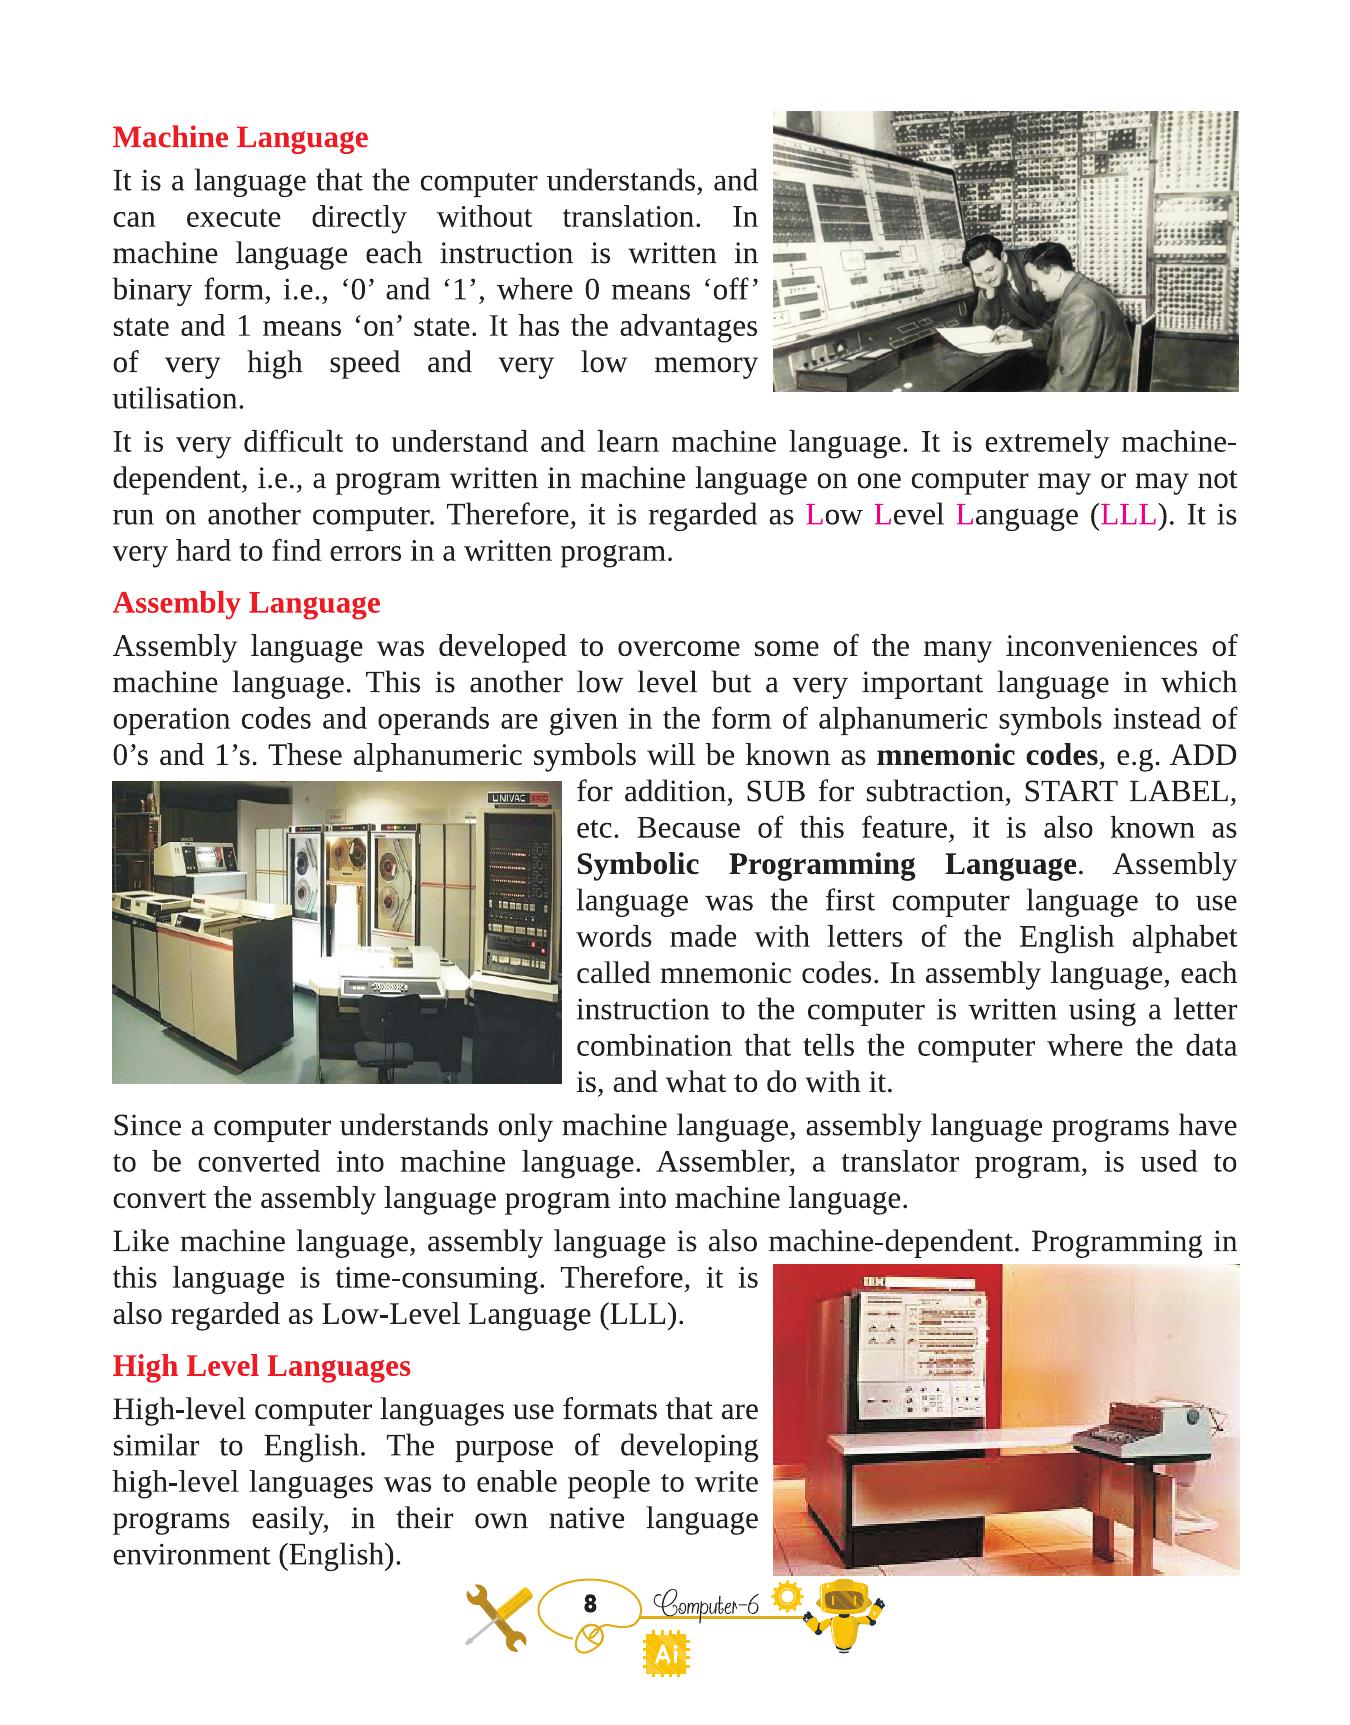 Machine Language
It is a language that the computer understands, and
can execute directly without translation. In
machine language each instruction is written in
binary form, i.e., ‘0’ and ‘1’, where 0 means ‘off’
state and 1 means ‘on’ state. It has the advantages
of very high speed and very low memory
utilisation.
It is very difficult to understand and learn machine language. It is extremely machine-
dependent, i.e., a program written in machine language on one computer may or may not
run on another computer. Therefore, it is regarded as Low Level Language (LLL). It is
very hard to find errors in a written program.
Assembly Language
Assembly language was developed to overcome some of the many inconveniences of
machine language. This is another low level but a very important language in which
operation codes and operands are given in the form of alphanumeric symbols instead of
0’s and 1’s. These alphanumeric symbols will be known as mnemonic codes, e.g. ADD
UNIVAC
for addition, SUB for subtraction, START LABEL,
etc. Because of this feature, it is also known as
Symbolic Programming Language. Assembly
language was the first computer language to use
words made with letters of the English alphabet
called mnemonic codes. In assembly language, each
instruction to the computer is written using a letter
combination that tells the computer where the data
is, and what to do with it.
Since a computer understands only machine language, assembly language programs have
to be converted into machine language. Assembler, a translator program, is used to
convert the assembly language program into machine language.
Like machine language, assembly language is also machine-dependent. Programming in
this language is time-consuming. Therefore, it is
also regarded as Low-Level Language (LLL).
IBM
High Level Languages
High-level computer languages use formats that are
similar to English. The purpose of developing
high-level languages was to enable people to write
programs easily, in their own native language
environment (English).
8
Computer-6
Ai